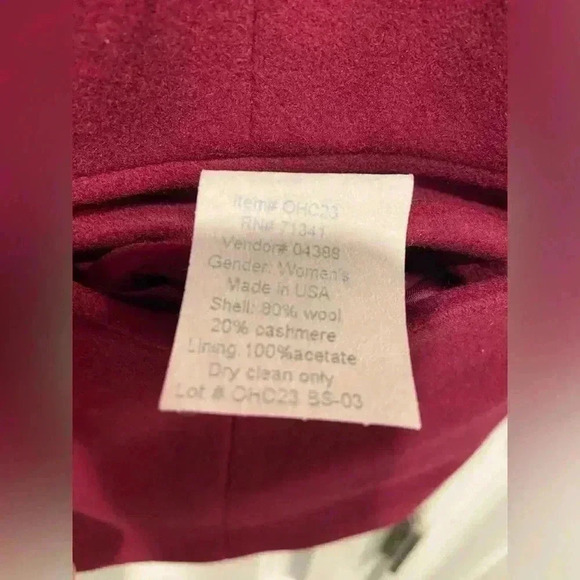 Item# OHC23
RN# 71341
Vendor# 04388
Gender: Women's
Made in USA
Shell: 80% wool
20% cashmere
Lining 100%acetate
Dry clean only
Lot # OHC23 BS-03